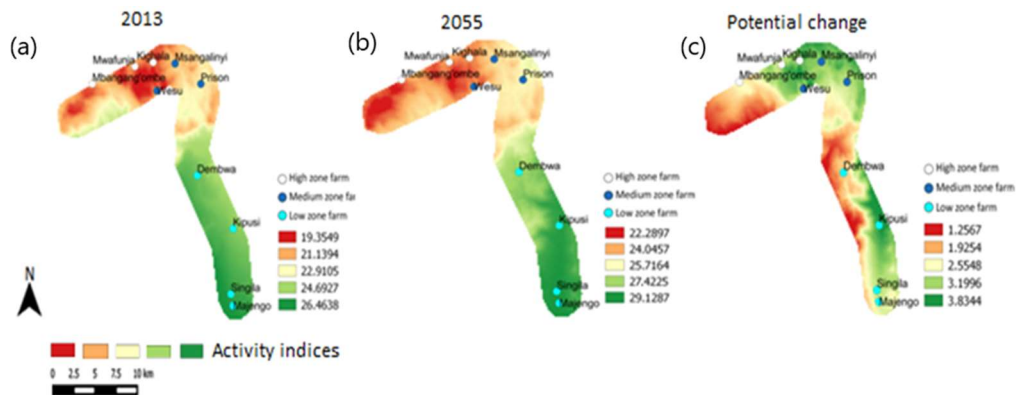 2013
2055
Potential change
(a)
(b)
(c)
Mwafunja
Kighala
Msangalinyi
Mbangang'ombe
Prison
Wesu
Dembwa
Kipusi
Singila
Majengo
High zone farm
Medium zone far
Low zone farm
19.3549
21.1394
22.9105
24.6927
26.4638
Mwafunja
Kighala
Msangalinyi
Mbangang'ombe
Prison
Wesu
Dembwa
Kipusi
Singila
Majengo
High zone farm
Medium zone farm
Low zone farm
22.2897
24.0457
25.7164
27.4225
29.1287
Mwafunja
Kighala
Msangalinyi
Mbangang'ombe
Prison
Wesu
Dembwa
Kipusi
Singila
Majengo
High zone farm
Medium zone farm
Low zone farm
1.2567
1.9254
2.5548
3.1996
3.8344
N
Activity indices
0 2.5 5 7.5 10 km